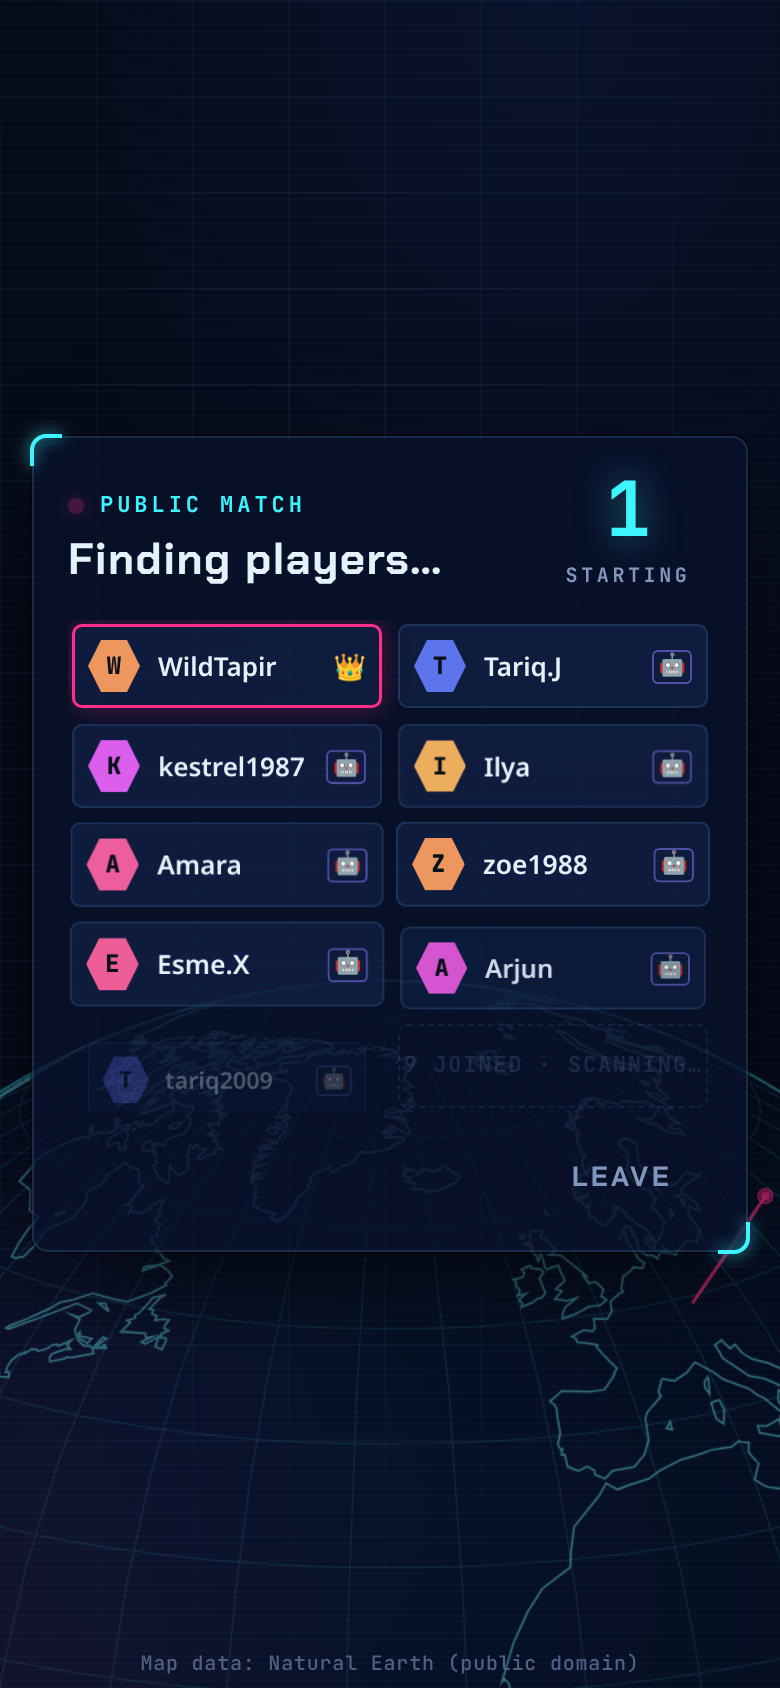 PUBLIC MATCH
1
Finding players...
STARTING
W WildTapir 👑
T Tariq.J 🤖
K kestrel1987 🤖
I Ilya 🤖
A Amara 🤖
Z zoe1988 🤖
E Esme.X 🤖
A Arjun 🤖
T tariq2009 🤖
9 JOINED · SCANNING…
LEAVE
Map data: Natural Earth (public domain)